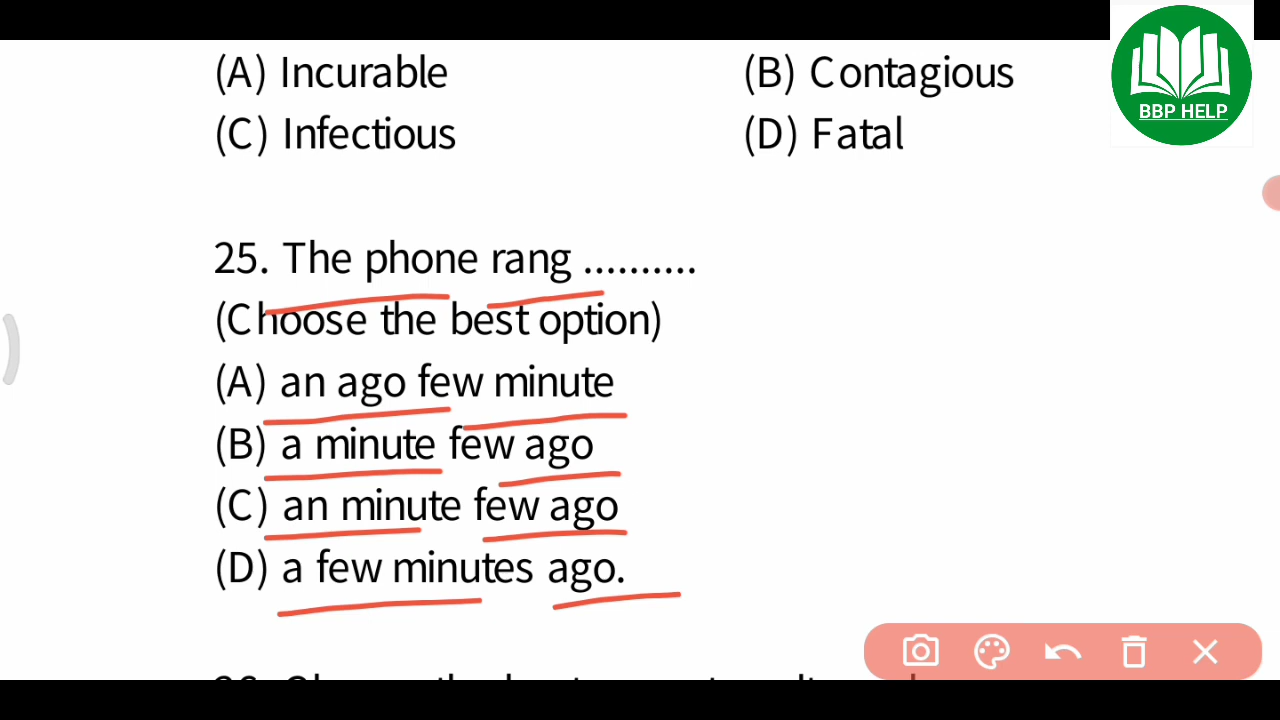 (A) Incurable (B) Contagious
(C) Infectious (D) Fatal
BBP HELP
25. The phone rang ..........
(Choose the best option)
(A) an ago few minute
(B) a minute few ago
(C) an minute few ago
(D) a few minutes ago.